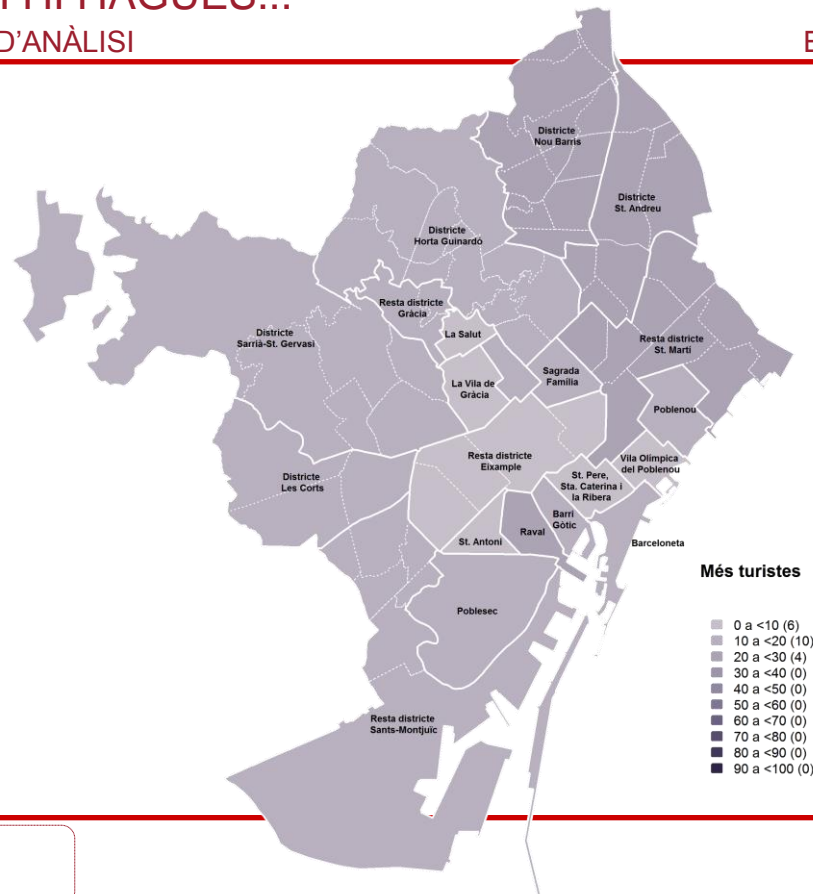 D'ANÀLISI
Districte
Nou Barris
Districte
St. Andreu
Districte
Horta Guinardó
Resta districte
Gràcia
La Salut
Districte
Sarrià-St. Gervasi
Resta districte
St. Martí
Sagrada
Família
La Vila de
Gràcia
Poblenou
Resta districte
Eixample
Vila Olímpica
del Poblenou
Districte
Les Corts
St. Pere,
Sta. Caterina i
la Ribera
Barri
Gòtic
Raval
St. Antoni
Barceloneta
Poblesec
Resta districte
Sants-Montjuïc
Més turistes
0 a <10 (6)
10 a <20 (10)
20 a <30 (4)
30 a <40 (0)
40 a <50 (0)
50 a <60 (0)
60 a <70 (0)
70 a <80 (0)
80 a <90 (0)
90 a <100 (0)